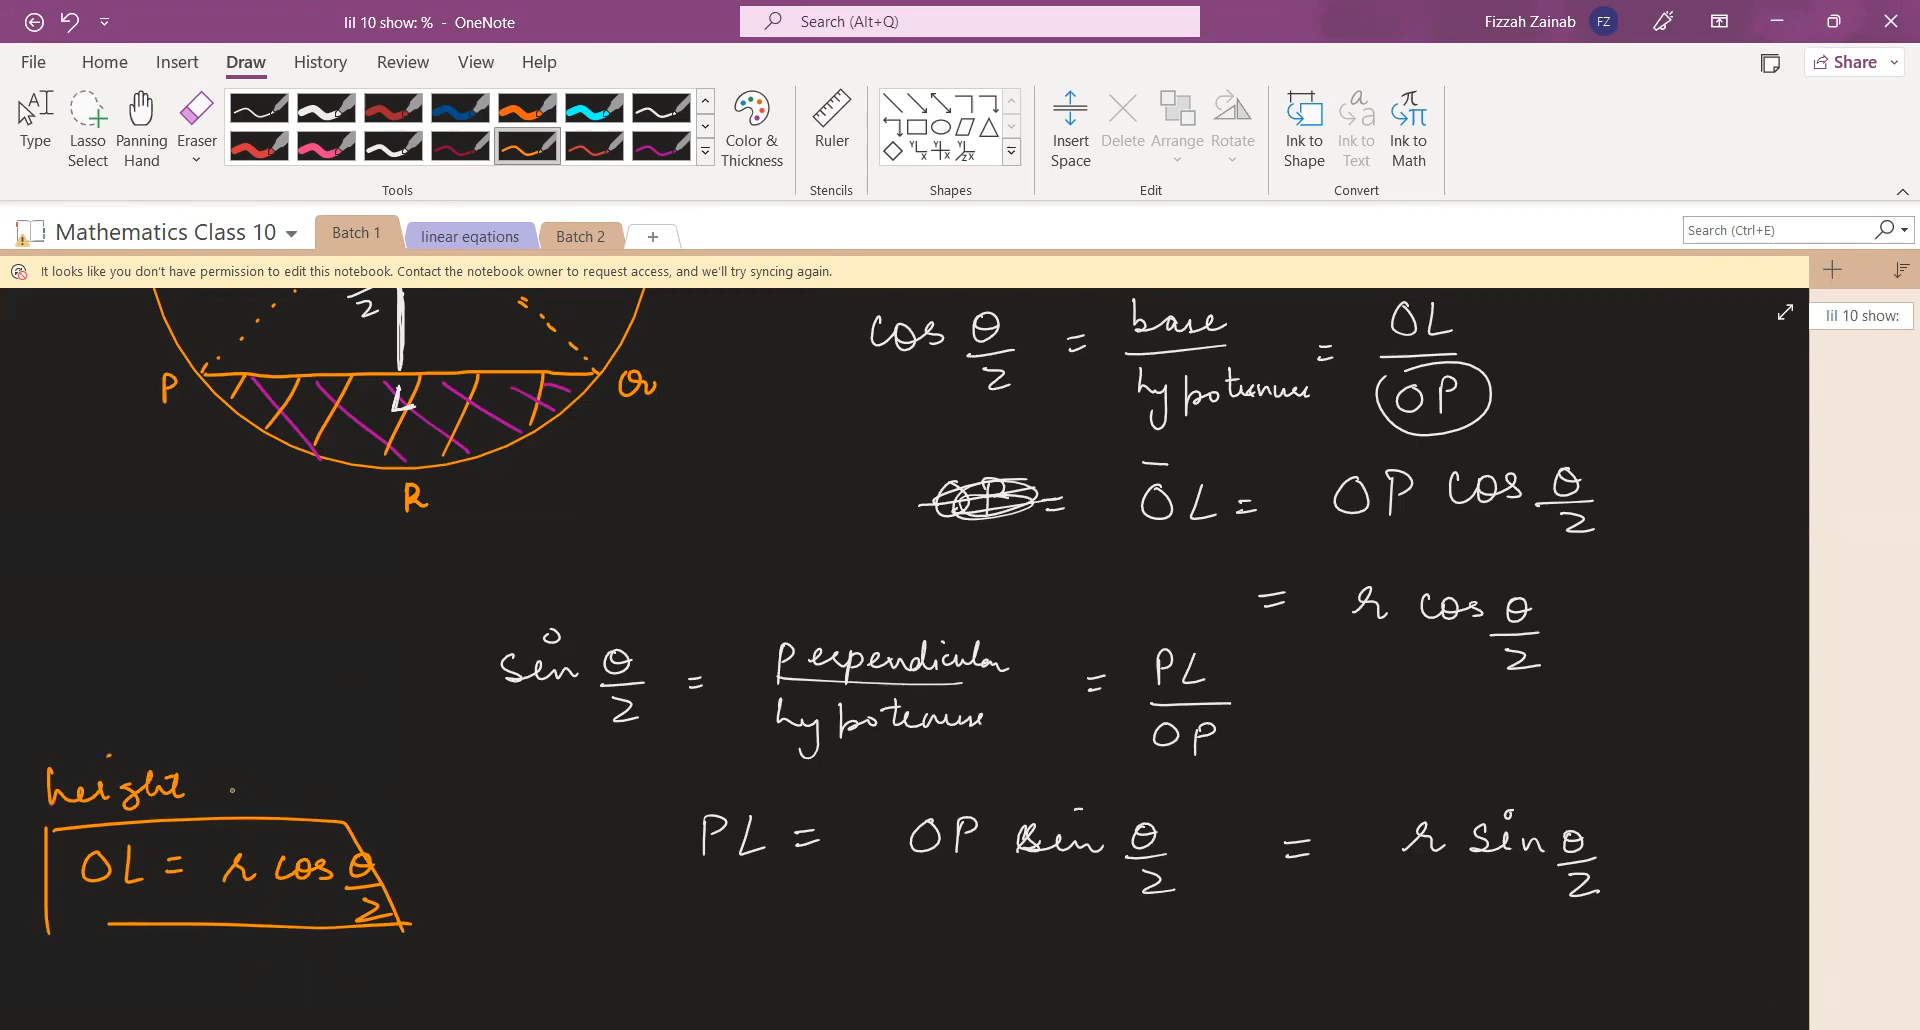 lil 10 show: % - OneNote
Search (Alt+Q)
Fizzah Zainab FZ
File Home Insert Draw History Review View Help
Share
Type
Lasso Select
Panning Hand
Eraser
Color & Thickness
Ruler
Insert Space
Delete
Arrange
Rotate
Ink to Shape
Ink to Text
Ink to Math
Tools Stencils Shapes Edit Convert
Mathematics Class 10 Batch 1 linear eqations Batch 2
Search (Ctrl+E)
It looks like you don't have permission to edit this notebook. Contact the notebook owner to request access, and we'll try syncing again.
lil 10 show:
2
P L Q
R
cos θ/2 = base/hypotenuse = OL/OP
OP = OL = OP cos θ/2
= r cos θ/2
sin θ/2 = perpendicular/hypotenuse = PL/OP
height
OL = r cos θ/2
PL = OP sin θ/2 = r sin θ/2